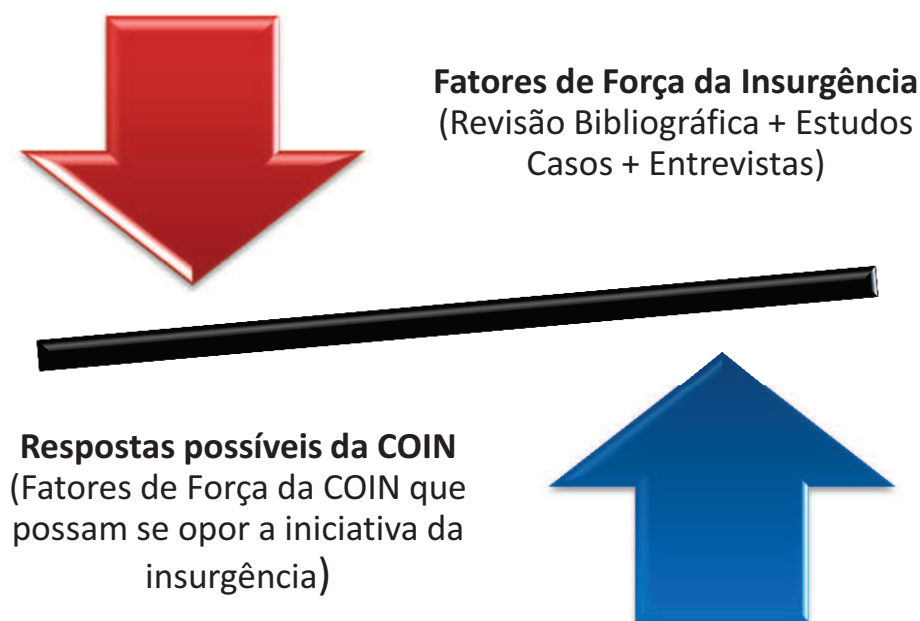 Fatores de Força da Insurgência
(Revisão Bibliográfica + Estudos
Casos + Entrevistas)
Respostas possíveis da COIN
(Fatores de Força da COIN que
possam se opor a iniciativa da
insurgência)